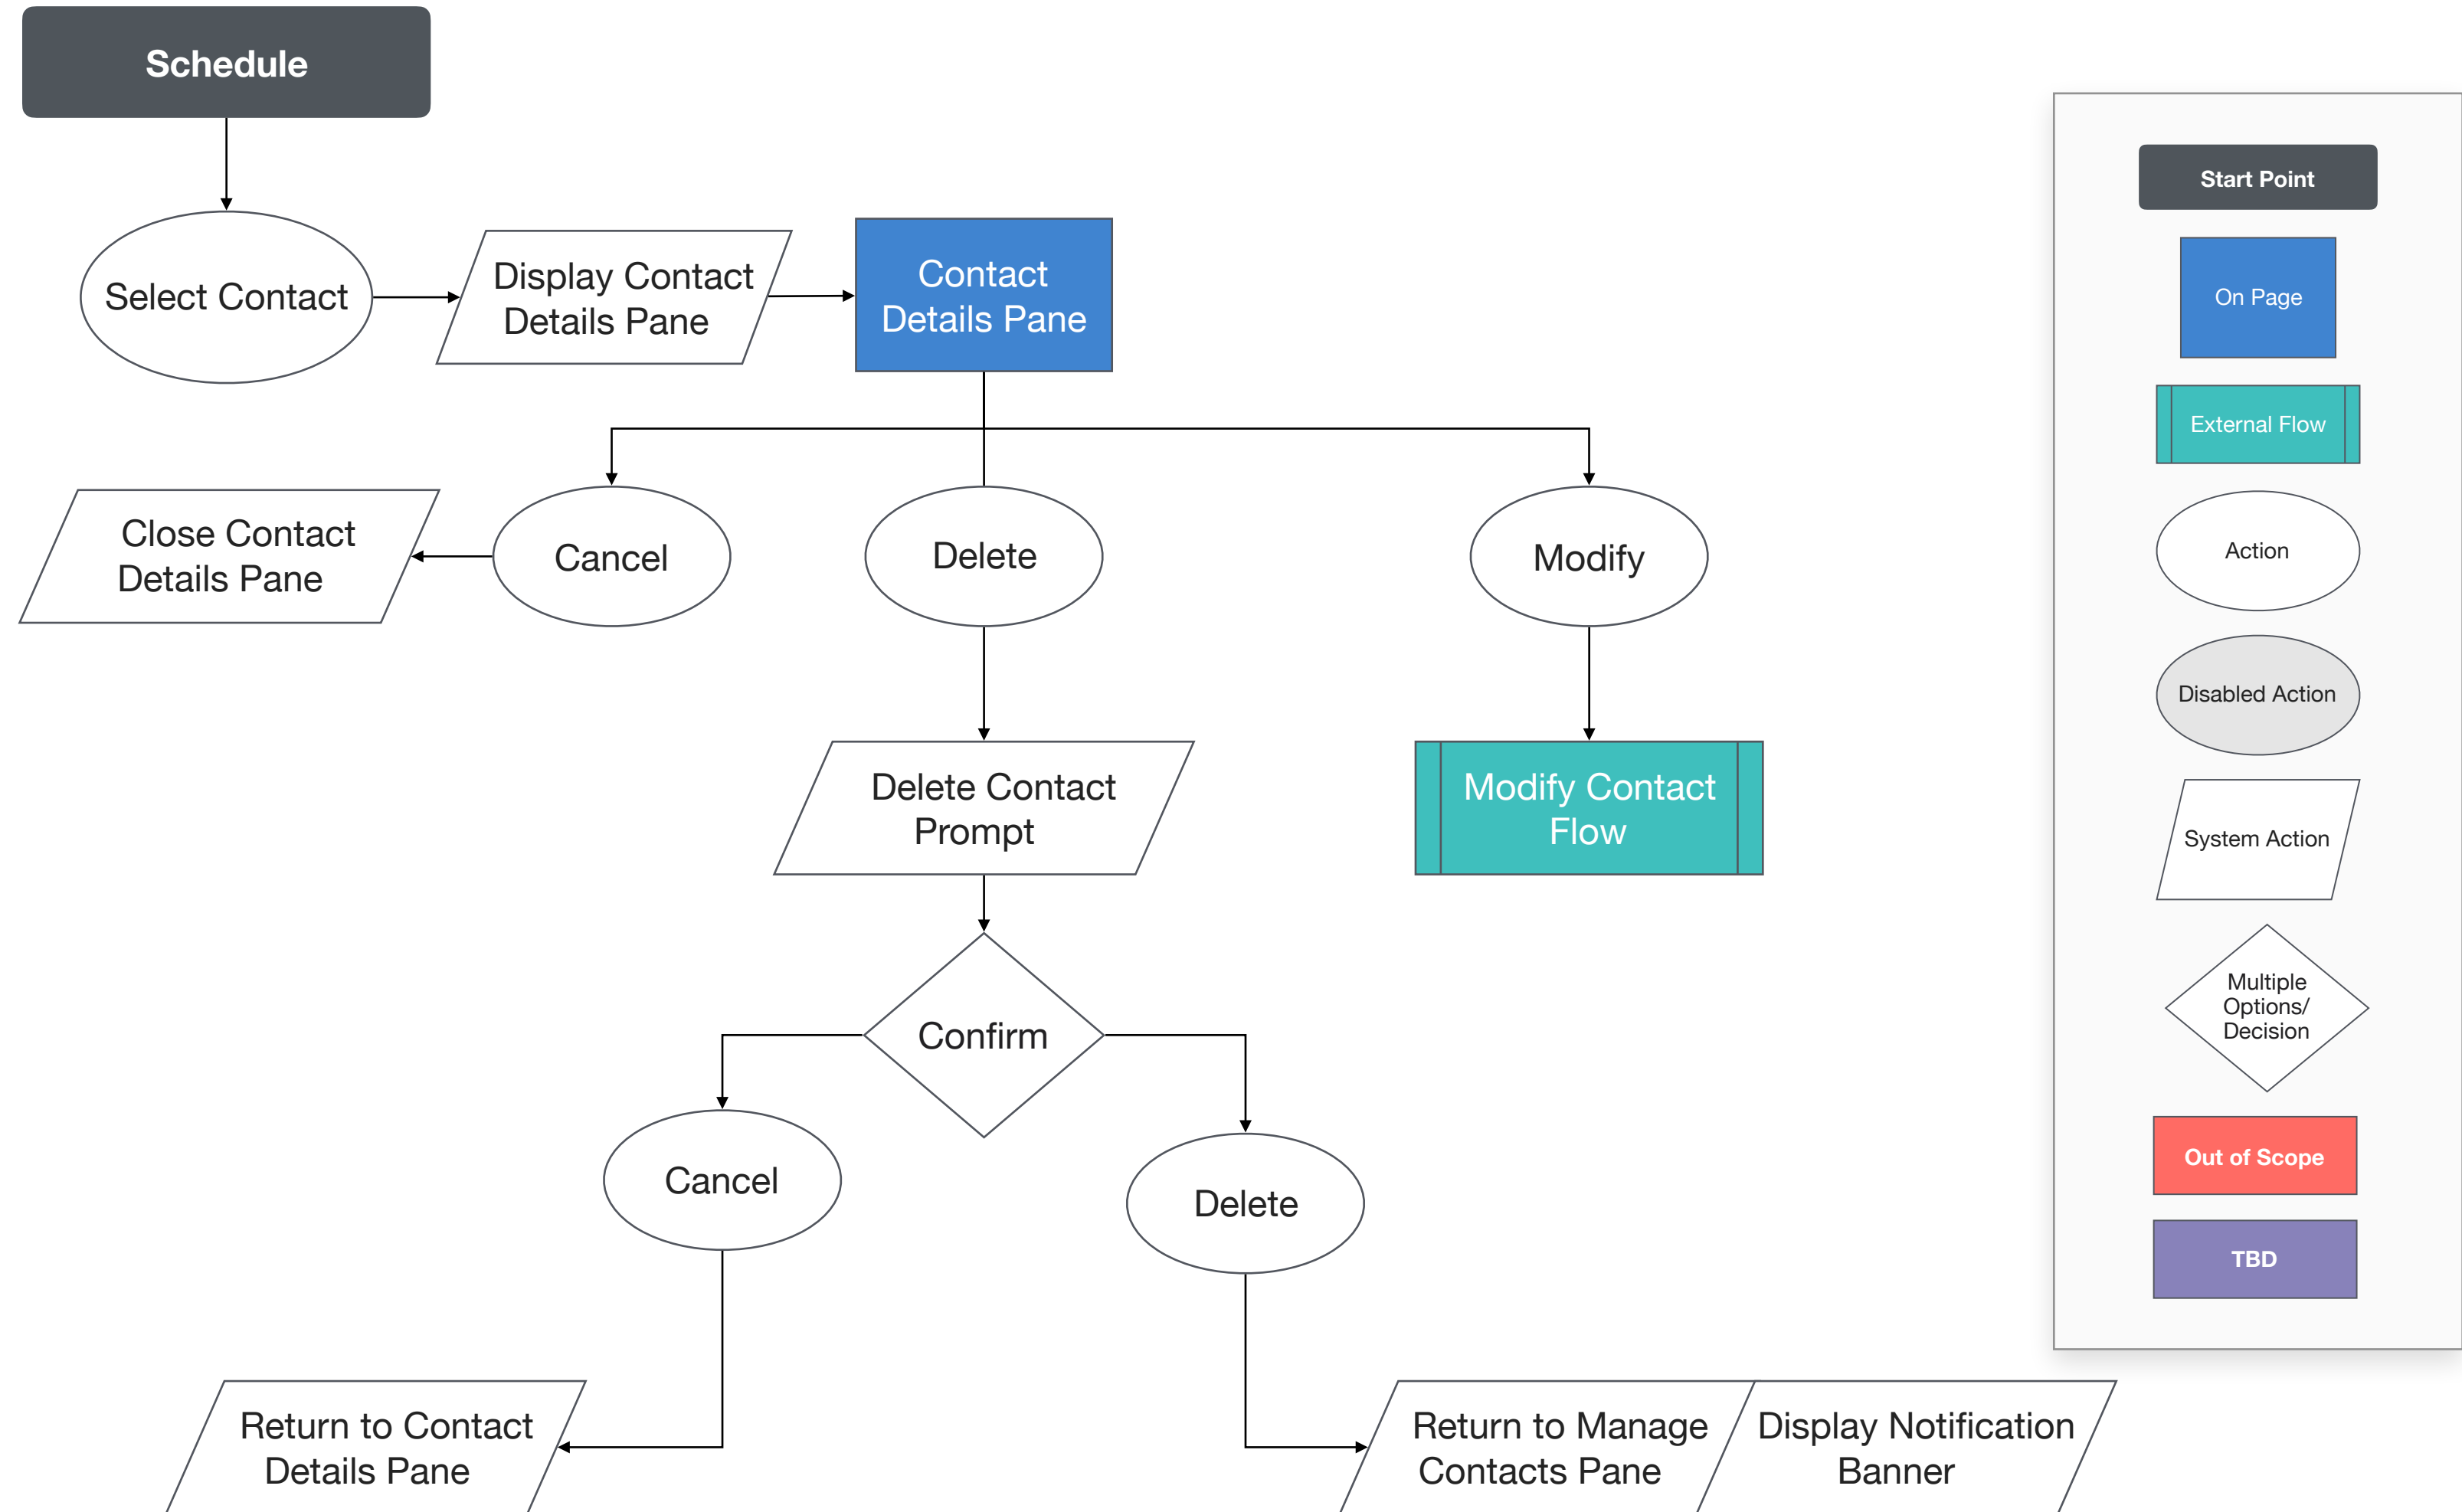 Schedule
Select Contact
Display Contact
Details Pane
Contact
Details Pane
Close Contact
Details Pane
Cancel
Delete
Modify
Delete Contact
Prompt
Modify Contact
Flow
Confirm
Cancel
Delete
Return to Contact
Details Pane
Return to Manage
Contacts Pane
Display Notification
Banner
Start Point
On Page
External Flow
Action
Disabled Action
System Action
Multiple
Options/
Decision
Out of Scope
TBD